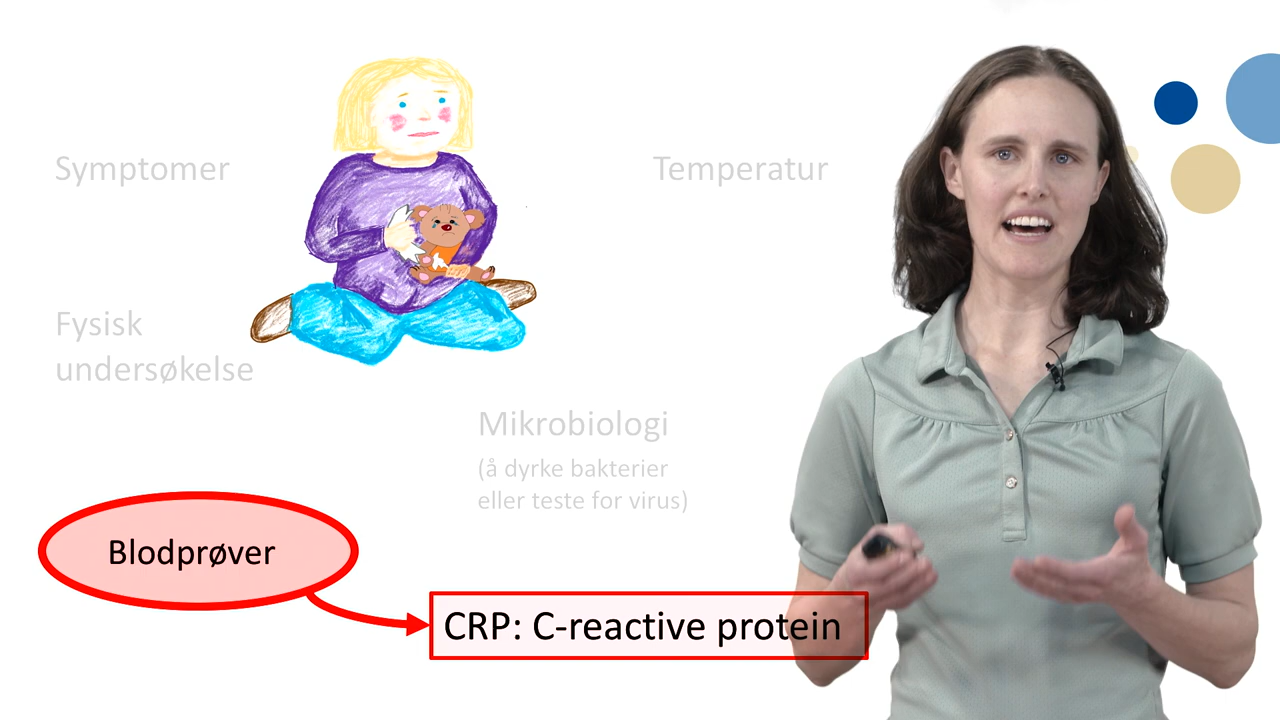 Symptomer
Temperatur
Fysisk
undersøkelse
Mikrobiologi
(å dyrke bakterier
eller teste for virus)
Blodprøver
CRP: C-reactive protein